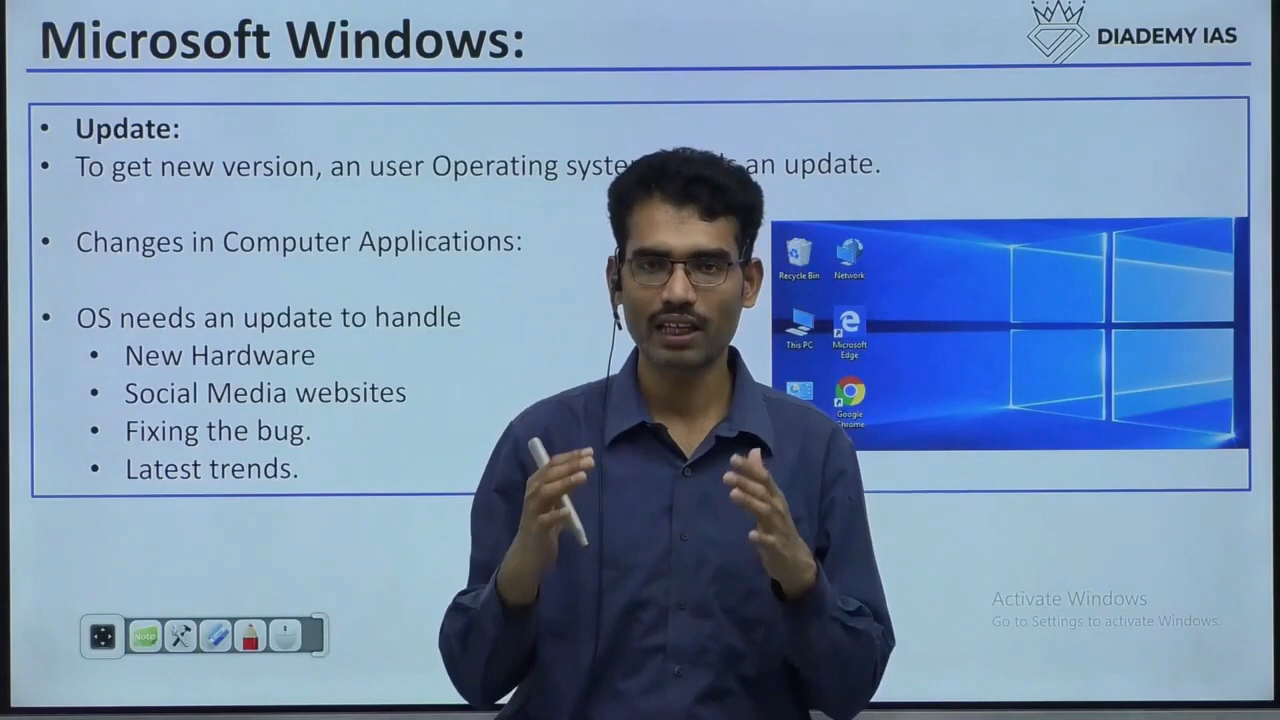 Microsoft Windows:
DIADEMY IAS
• Update:
• To get new version, an user Operating an update.
• Changes in Computer Applications:
• OS needs an update to handle
• New Hardware
• Social Media websites
• Fixing the bug.
• Latest trends.
Recycle Bin
Network
This PC
Microsoft Edge
Google Chrome
Note
Activate Windows
Go to Settings to activate Windows.